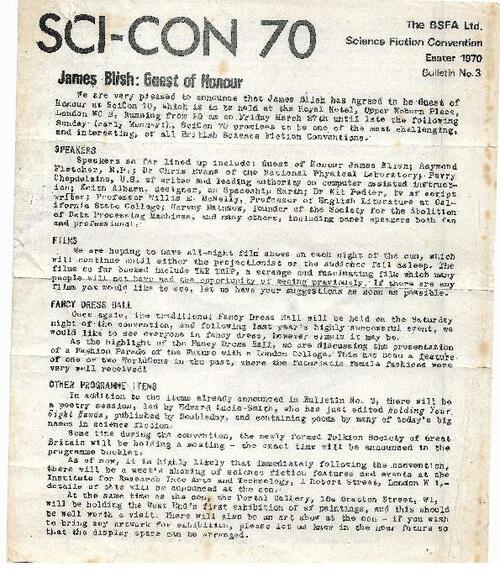 SCI-CON 70
The BSFA Ltd.
Science Fiction Convention
Easter 1970
Bulletin No.3
James Blish: Guest of Honour
We are very pleased to announce that James Blish has agreed to be Guest of
Honour at SciCon 70, which is to be held at the Royal Hotel, Upper Woburn Place,
London WC 1. Running from 10 am on Friday March 27th until late the following
Sunday (early Monday?), SciCon 70 promises to be one of the most challenging,
and interesting, of all British Science Fiction Conventions.
SPEAKERS
Speakers so far lined up include: Guest of Honour James Blish; Raymond
Fletcher, M.P.; Dr Chris Evans of the National Physical Laboratory; Perry
Chapdelaine, U.S. sf writer and leading authority on computer assisted instruc-
tion; Keith Albarn, designer, on Spaceship Earth; Dr Kit Pedler, tv sf script
writer; Professor Willis E. McNelly, Professor of English Literature at Cal-
ifornia State College; Harvey Matusow, founder of the Society for the Abolition
of Data Processing Machines, and many others, including panel speakers both fan
and professional.
FILMS
We are hoping to have all-night film shows on each night of the con, which
will continue until either the projectionist or the audience fall asleep. The
films so far booked include THE TRIP, a strange and fascinating film which many
people will not have had the opportunity of seeing previously. If there are any
films you would like to see, let us have your suggestions as soon as possible.
FANCY DRESS BALL
Once again, the traditional Fancy Dress Ball will be held on the Saturday
night of the convention, and following last year's highly successful event, we
would like to see everyone in fancy dress, however simple it may be.
As the highlight of the Fancy Dress Ball, we are discussing the presentation
of a Fashion Parade of the Future with a London College. This has been a feature
of one or two WorldCons in the past, where the futuristic female fashions were
very well received!
OTHER PROGRAMME ITEMS
In addition to the items already announced in Bulletin No. 2, there will be
a poetry session, led by Edward Lucie-Smith, who has just edited Holding Your
Eight Hands, published by Doubleday, and containing poems by many of today's big
names in science fiction.
Some time during the convention, the newly formed Tolkien Society of Great
Britain will be holding a meeting - the exact time will be announced in the
programme booklet.
As of now, it is highly likely that immediately following the convention,
there will be a week's showing of science fiction features and events at the
Institute for Research into Arts and Technology, 1 Robert Street, London N W 1,-
details of this will be announced at the con.
At the same time as the con, the Portal Gallery, 16a Grafton Street, W1,
will be holding the West End's first exhibition of sf paintings, and this should
be well worth a visit. There will also be an art show at the con - if you wish
to bring any artwork for exhibition, please let us know in the near future so
that the display space can be arranged.